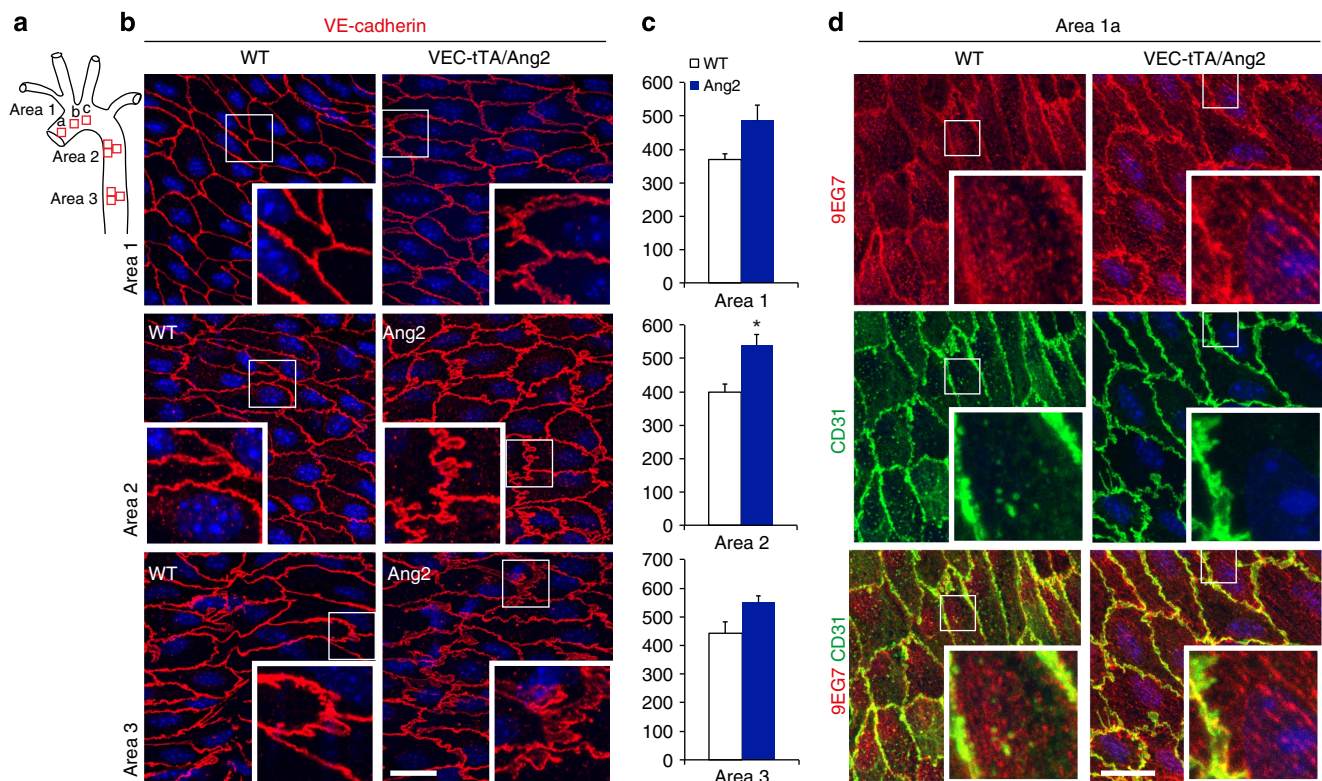 a
Area 1
a
b
c
Area 2
Area 3
b
VE-cadherin
WT
VEC-tTA/Ang2
Area 1
WT
Ang2
Area 2
WT
Ang2
Area 3
c
WT
Ang2
600
500
400
300
200
100
0
Area 1
600
*
500
400
300
200
100
0
Area 2
700
600
500
400
300
200
100
0
Area 3
d
Area 1a
WT
VEC-tTA/Ang2
9EG7
CD31
9EG7 CD31